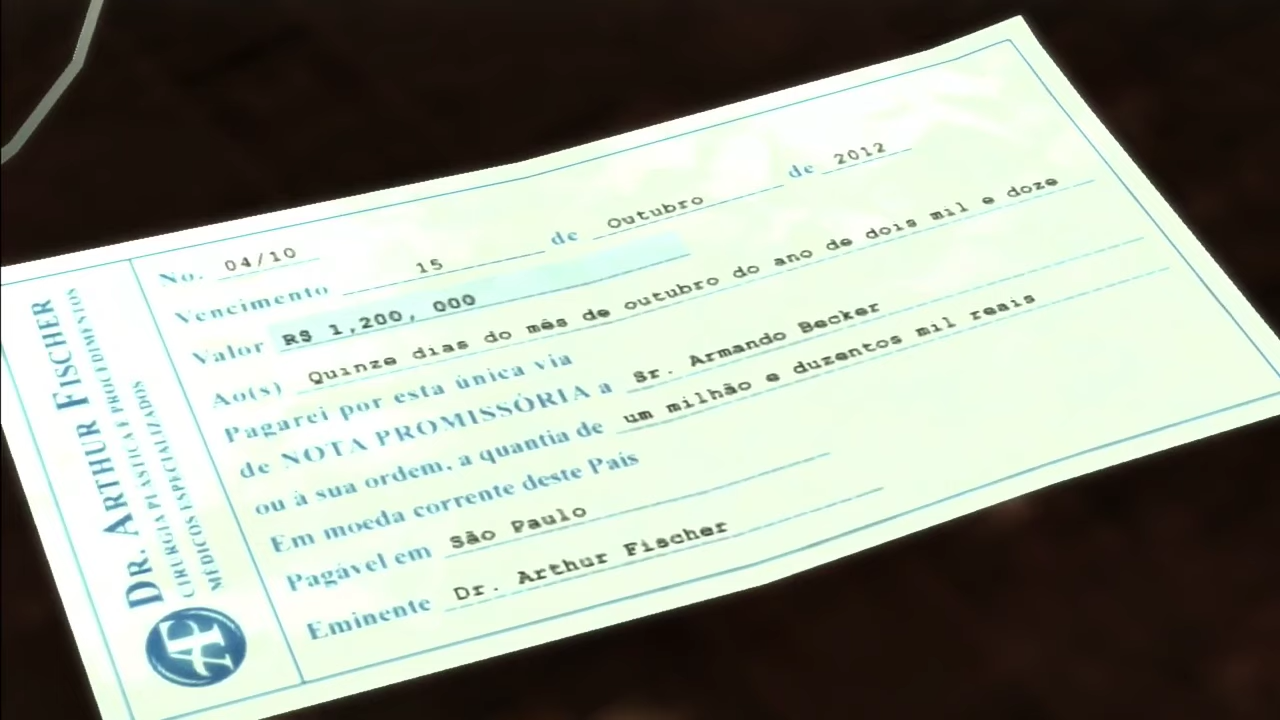 No. 04/10
Vencimento 15 de Outubro de 2012
Valor R$ 1,200, 000
Ao(s) Quinze dias do mês de outubro do ano de dois mil e doze
Pagarei por esta única via
de NOTA PROMISSÓRIA a Sr. Armando Becker
ou à sua ordem, a quantia de um milhão e duzentos mil reais
Em moeda corrente deste País
Pagável em São Paulo
Eminente Dr. Arthur Fischer
DR. ARTHUR FISCHER
CIRURGIA PLÁSTICA E PROCEDIMENTOS
MÉDICOS ESPECIALIZADOS
AF